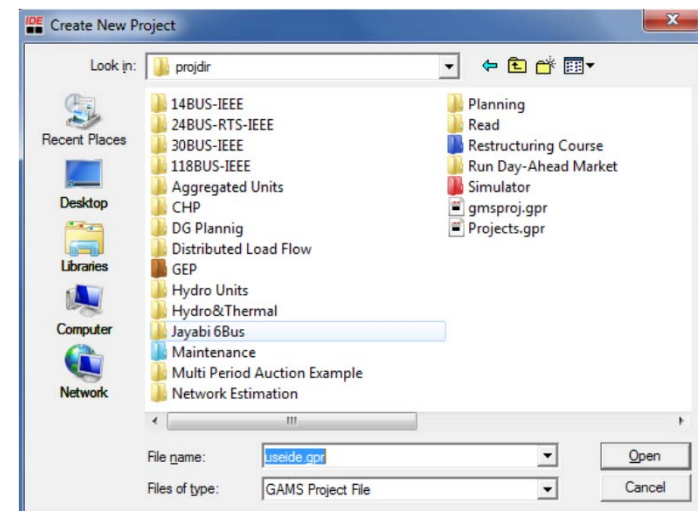 IDE Create New Project
Look in: projdir
Recent Places
Desktop
Libraries
Computer
Network
14BUS-IEEE
24BUS-RTS-IEEE
30BUS-IEEE
118BUS-IEEE
Aggregated Units
CHP
DG Plannig
Distributed Load Flow
GEP
Hydro Units
Hydro&Thermal
Jayabi 6Bus
Maintenance
Multi Period Auction Example
Network Estimation
Planning
Read
Restructuring Course
Run Day-Ahead Market
Simulator
gmsproj.gpr
Projects.gpr
File name: useide.gpr Open
Files of type: GAMS Project File Cancel